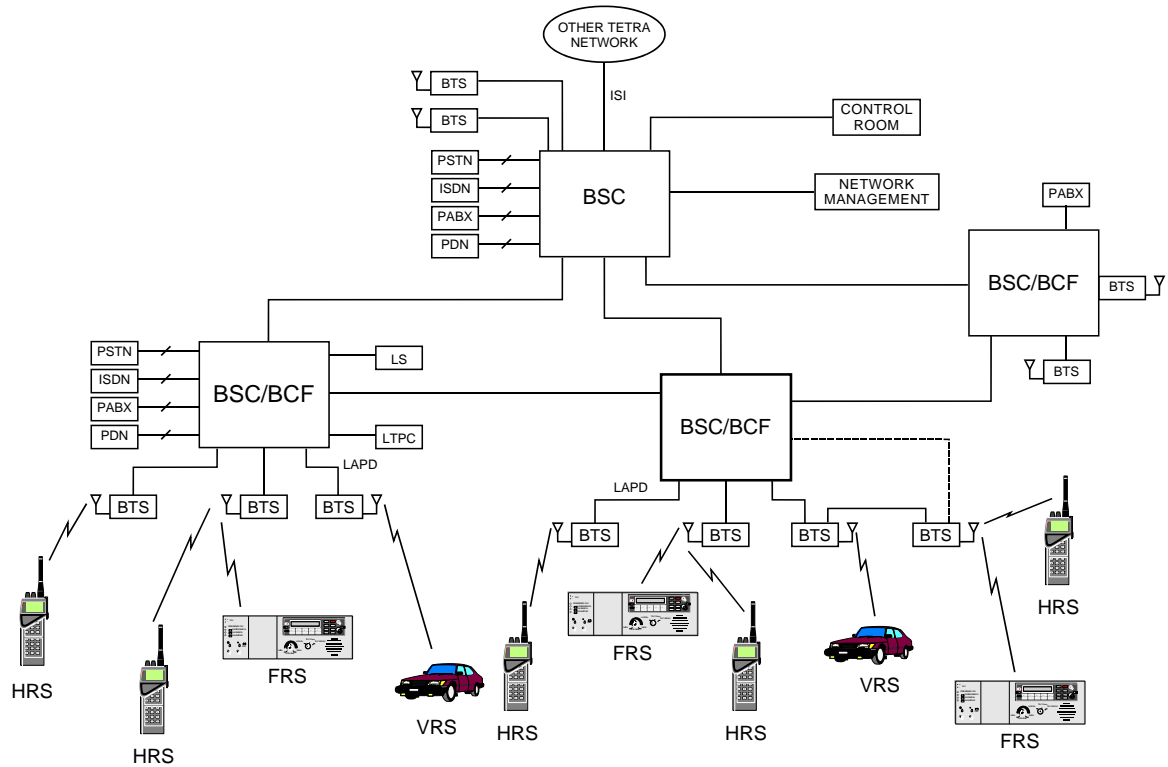 OTHER TETRA
NETWORK
BTS
ISI
BTS
CONTROL
ROOM
PSTN
ISDN
PABX
PDN
BSC
NETWORK
MANAGEMENT
PABX
BSC/BCF
BTS
BTS
PSTN
ISDN
PABX
PDN
BSC/BCF
LS
LTPC
BSC/BCF
LAPD
BTS
BTS
BTS
LAPD
BTS
BTS
BTS
BTS
HRS
HRS
FRS
VRS
HRS
FRS
HRS
VRS
HRS
FRS